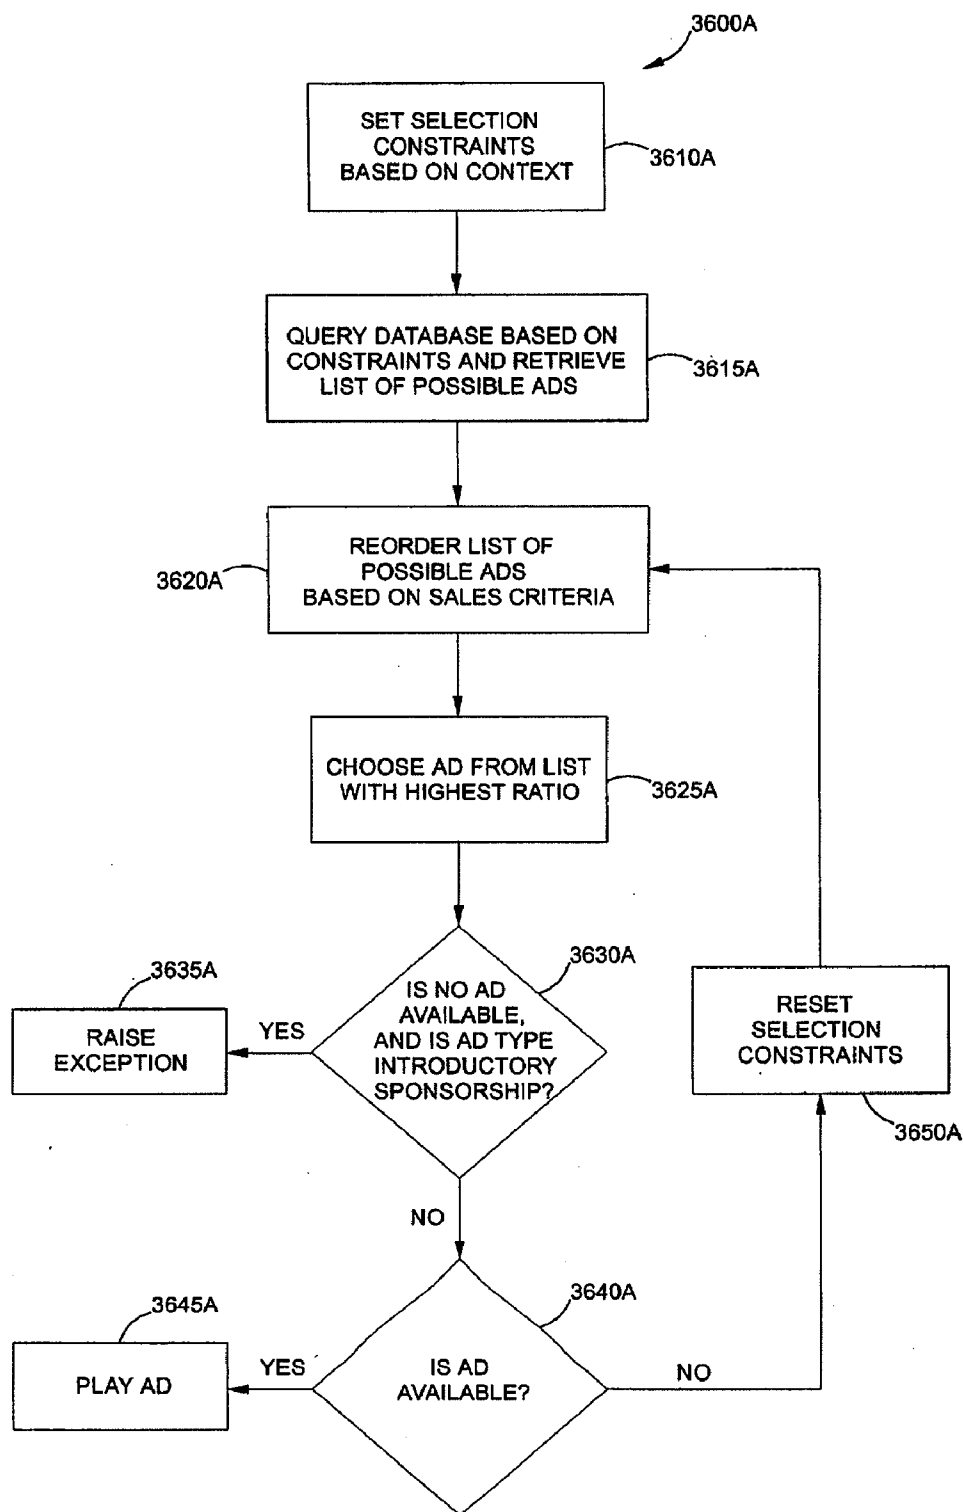 3600A
SET SELECTION
CONSTRAINTS
BASED ON CONTEXT
3610A
QUERY DATABASE BASED ON
CONSTRAINTS AND RETRIEVE
LIST OF POSSIBLE ADS
3615A
REORDER LIST OF
POSSIBLE ADS
BASED ON SALES CRITERIA
3620A
CHOOSE AD FROM LIST
WITH HIGHEST RATIO
3625A
IS NO AD
AVAILABLE,
AND IS AD TYPE
INTRODUCTORY
SPONSORSHIP?
3630A
YES
3635A
RAISE
EXCEPTION
RESET
SELECTION
CONSTRAINTS
3650A
NO
IS AD
AVAILABLE?
3640A
YES
3645A
PLAY AD
NO